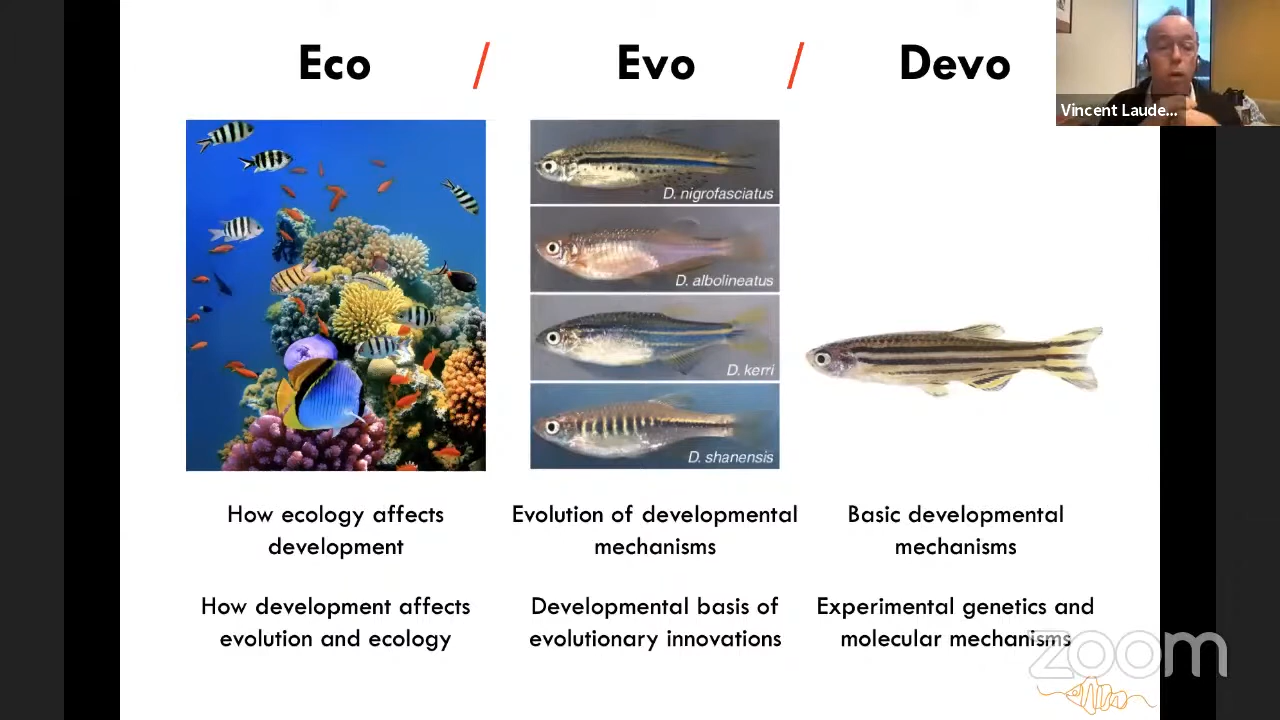 Eco / Evo / Devo
Vincent Laude...
D. nigrofasciatus
D. albolineatus
D. kerri
D. shanensis
How ecology affects
development
How development affects
evolution and ecology
Evolution of developmental
mechanisms
Developmental basis of
evolutionary innovations
Basic developmental
mechanisms
Experimental genetics and
molecular mechanisms
zoom